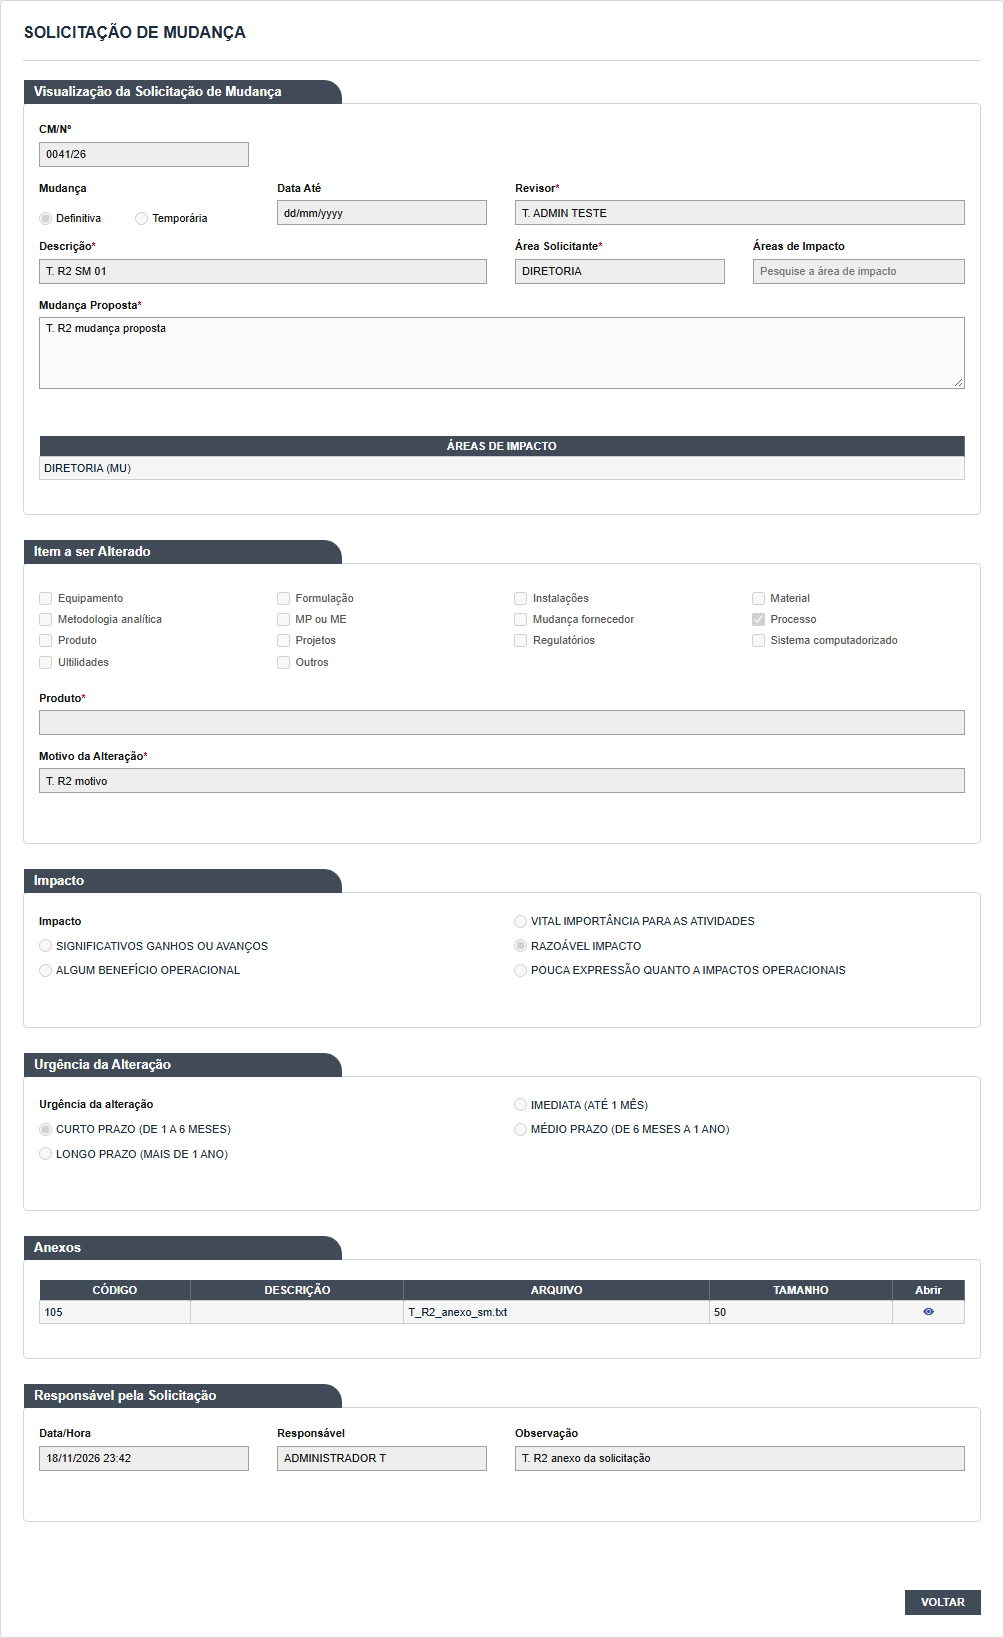 SOLICITAÇÃO DE MUDANÇA
Visualização da Solicitação de Mudança
CM/Nº
0041/26
Mudança Data Até Revisor*
Definitiva Temporária dd/mm/yyyy T. ADMIN TESTE
Descrição* Área Solicitante* Áreas de Impacto
T. R2 SM 01 DIRETORIA Pesquise a área de impacto
Mudança Proposta*
T. R2 mudança proposta
ÁREAS DE IMPACTO
DIRETORIA (MU)
Item a ser Alterado
Equipamento Formulação Instalações Material
Metodologia analítica MP ou ME Mudança fornecedor Processo
Produto Projetos Regulatórios Sistema computadorizado
Ultilidades Outros
Produto*
Motivo da Alteração*
T. R2 motivo
Impacto
Impacto VITAL IMPORTÂNCIA PARA AS ATIVIDADES
SIGNIFICATIVOS GANHOS OU AVANÇOS RAZOÁVEL IMPACTO
ALGUM BENEFÍCIO OPERACIONAL POUCA EXPRESSÃO QUANTO A IMPACTOS OPERACIONAIS
Urgência da Alteração
Urgência da alteração IMEDIATA (ATÉ 1 MÊS)
CURTO PRAZO (DE 1 A 6 MESES) MÉDIO PRAZO (DE 6 MESES A 1 ANO)
LONGO PRAZO (MAIS DE 1 ANO)
Anexos
CÓDIGO DESCRIÇÃO ARQUIVO TAMANHO Abrir
105 T_R2_anexo_sm.txt 50
Responsável pela Solicitação
Data/Hora Responsável Observação
18/11/2026 23:42 ADMINISTRADOR T T. R2 anexo da solicitação
VOLTAR